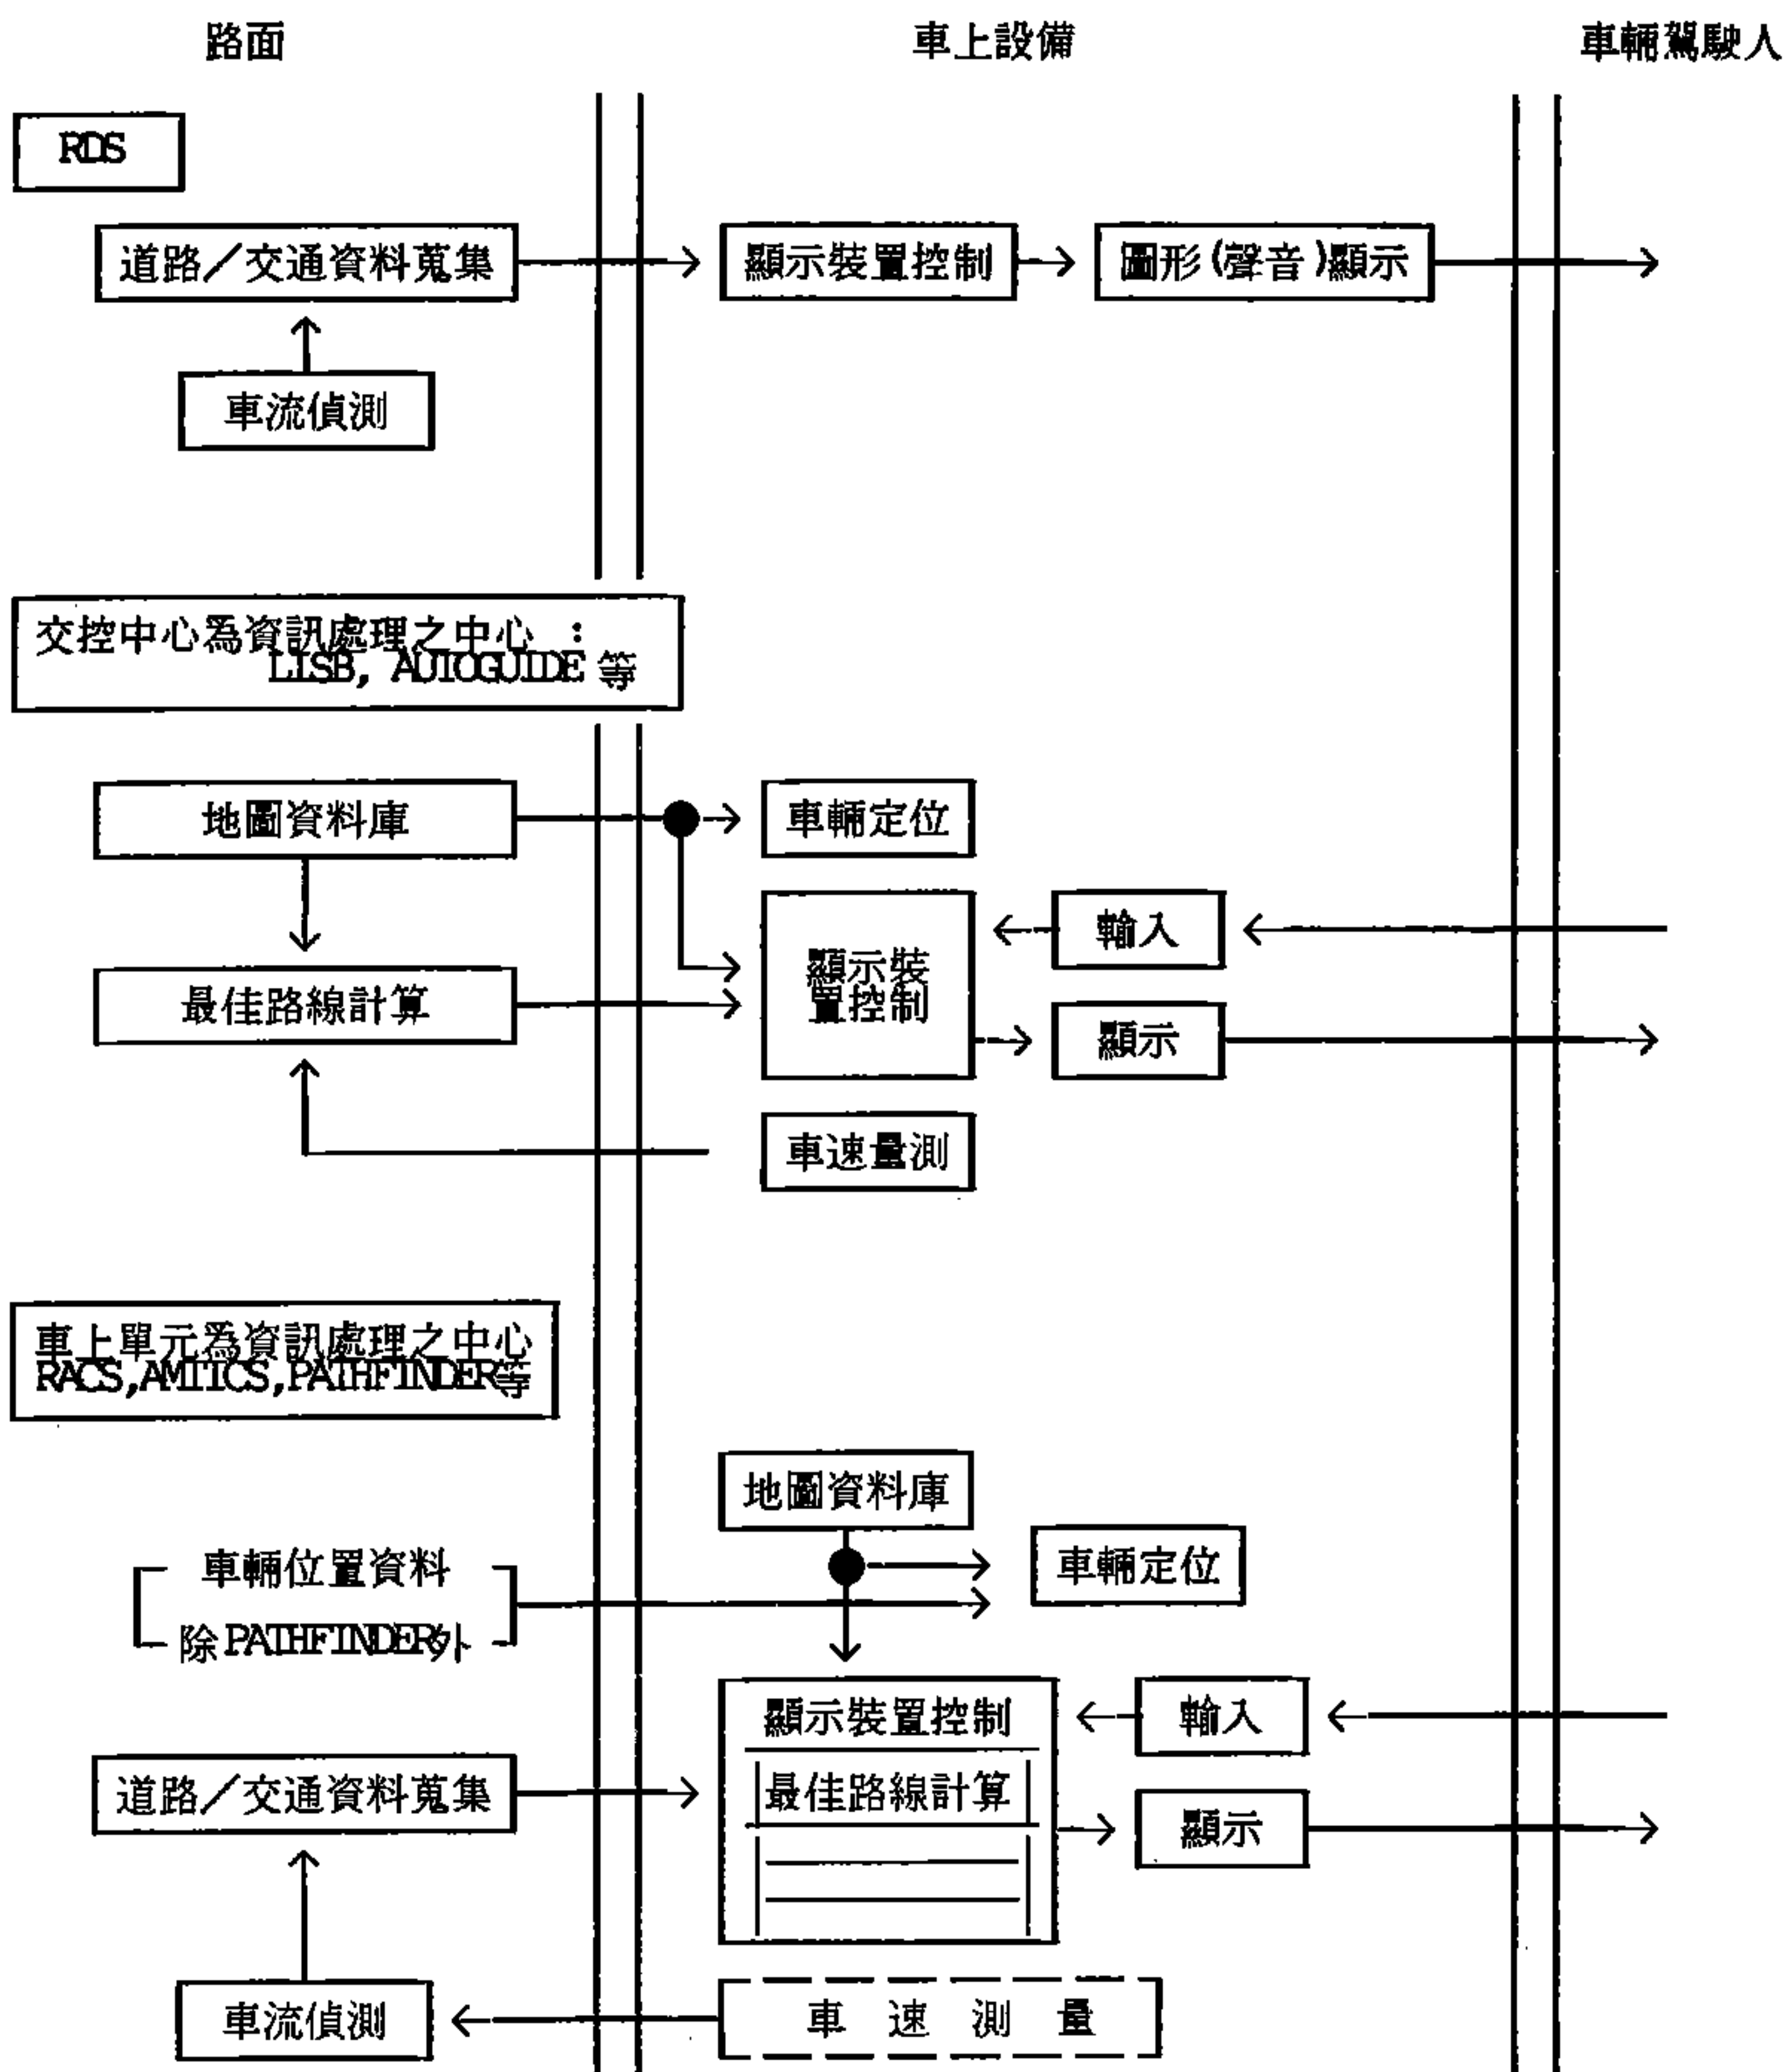 路面 車上設備 車輛駕駛人
RDS
道路／交通資料蒐集 顯示裝置控制 圖形(聲音)顯示
車流偵測
交控中心為資訊處理之中心：
LISB, AUTOGUIDE 等
地圖資料庫 車輛定位
輸入
顯示裝
置控制
最佳路線計算
顯示
車速量測
車上單元為資訊處理之中心
RACS,AMTICS,PATHFINDER等
地圖資料庫
車輛位置資料 車輛定位
除PATHFINDER外
顯示裝置控制 輸入
道路／交通資料蒐集 最佳路線計算
顯示
車流偵測 車速測量